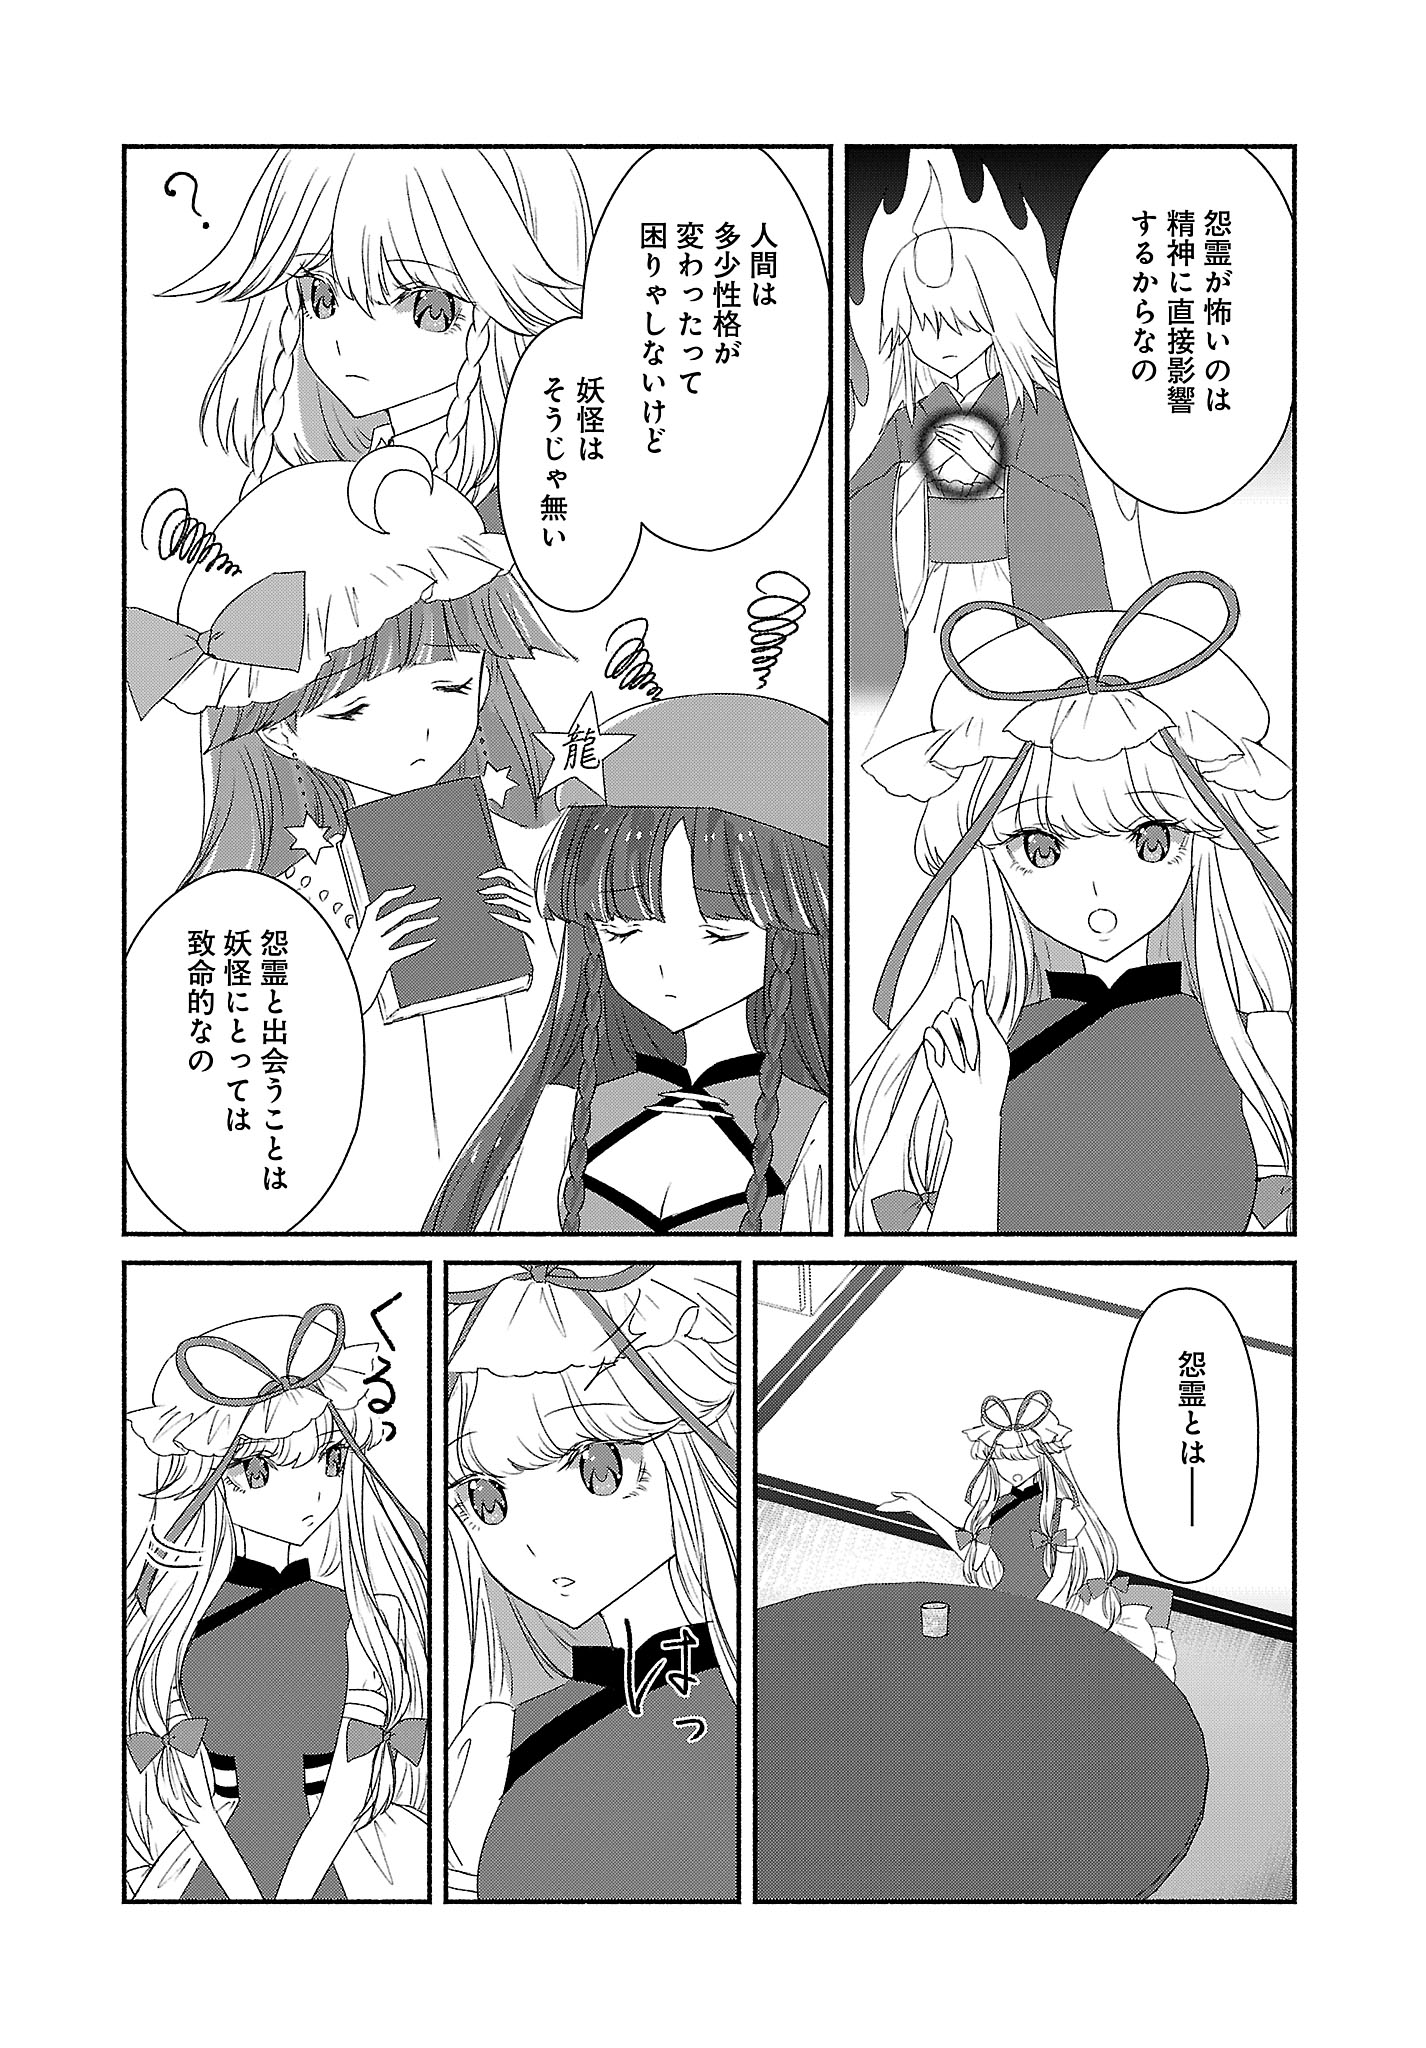 怨霊が怖いのは
精神に直接影響
するからなの
人間は
多少性格が
変わったって
困りゃしないけど
妖怪は
そうじゃ無い
?
龍
怨霊と出会うことは
妖怪にとっては
致命的なの
怨霊とは――
はっ
くるっ